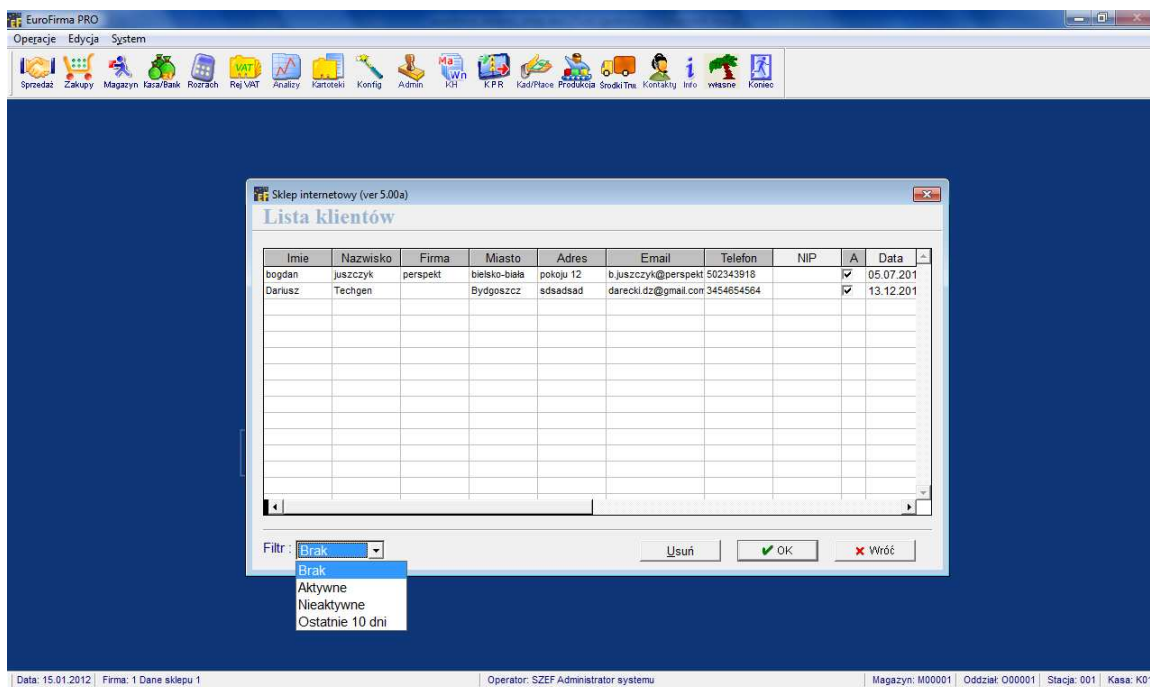 EuroFirma PRO
Operacje Edycja System
Sprzedaż Zakupy Magazyn Kasa/Bank Rozrach Rej VAT Analizy Kartoteki Konfig Admin KH KPR Kad/Płace Produkcja Środki Trw. Kontakty Info Własne Koniec
VAT
Ma Wn
Sklep internetowy (ver 5.00a)
Lista klientów
Imie Nazwisko Firma Miasto Adres Email Telefon NIP A Data
bogdan juszczyk perspekt bielsko-biała pokoju 12 b.juszczyk@perspekt 502343918 05.07.201
Dariusz Techgen Bydgoszcz sdsadsad darecki.dz@gmail.com 3454654564 13.12.201
Filtr : Brak Usuń OK Wróć
Brak
Aktywne
Nieaktywne
Ostatnie 10 dni
Data: 15.01.2012 Firma: 1 Dane sklepu 1 Operator: SZEF Administrator systemu Magazyn: M00001 Oddział: O00001 Stacja: 001 Kasa: K01